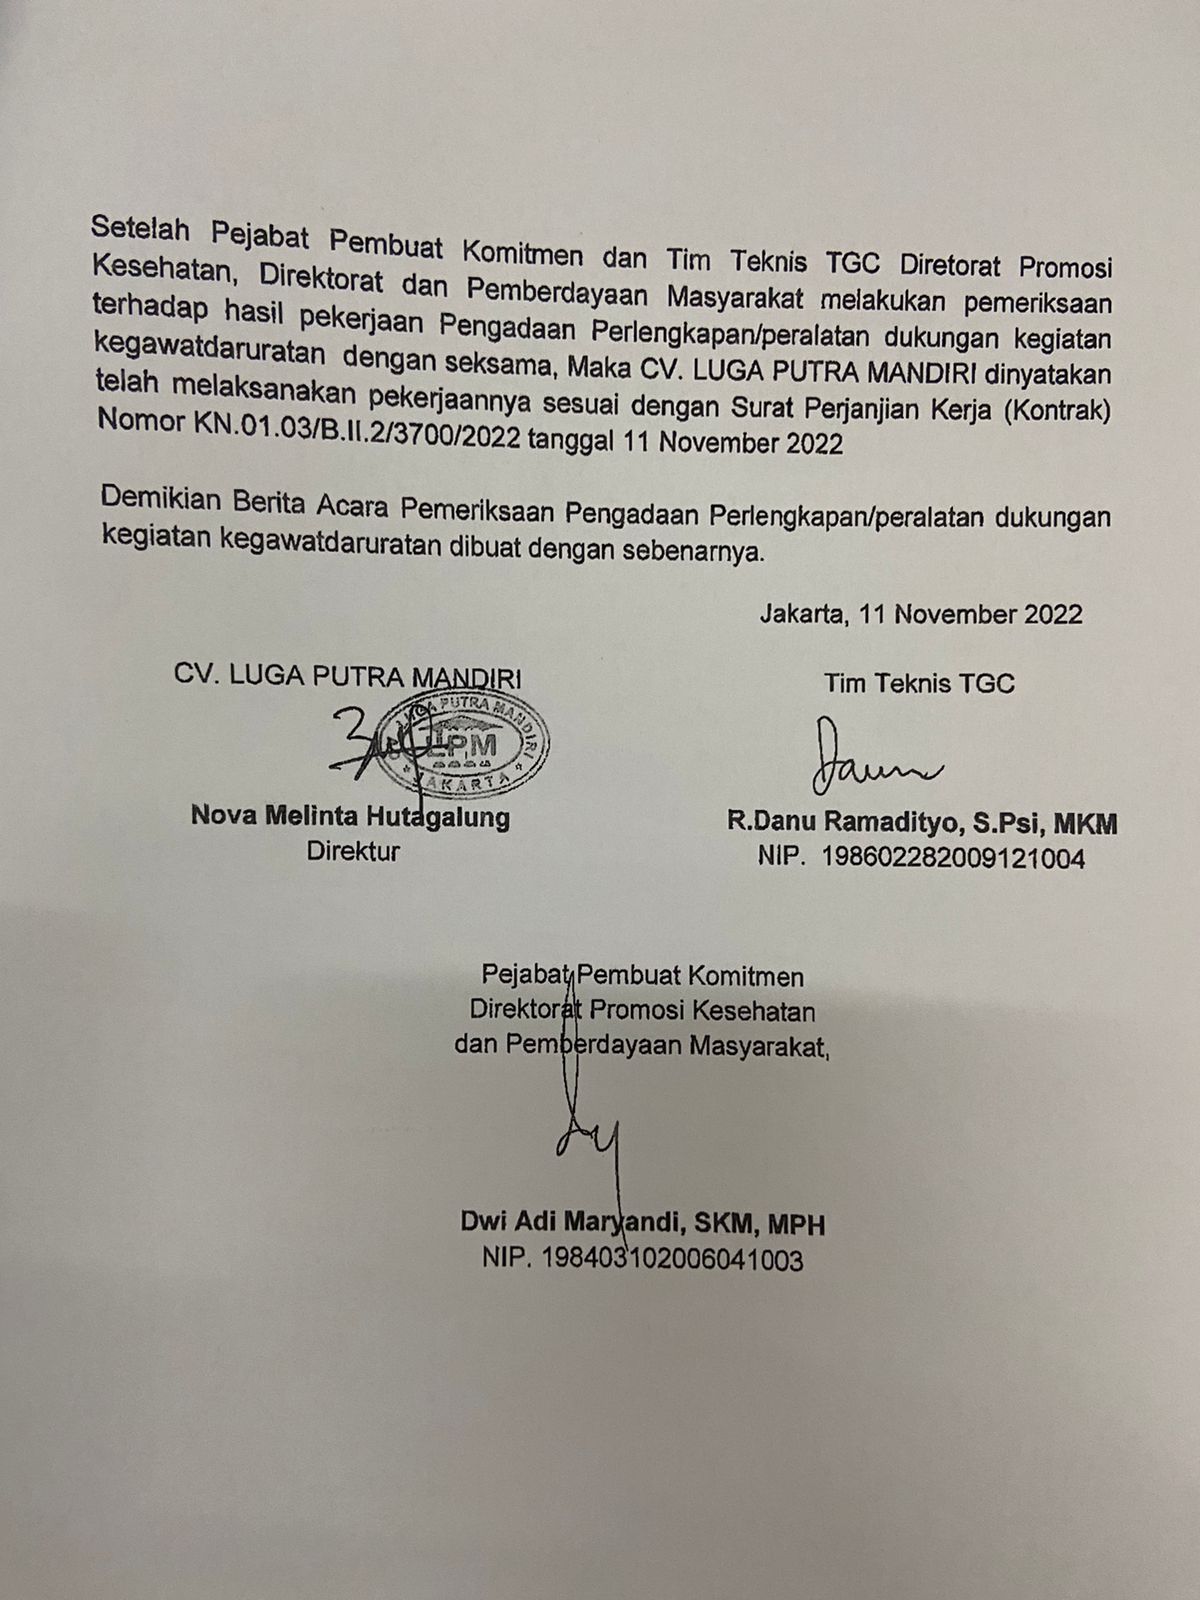 Setelah Pejabat Pembuat Komitmen dan Tim Teknis TGC Diretorat Promosi
Kesehatan, Direktorat dan Pemberdayaan Masyarakat melakukan pemeriksaan
terhadap hasil pekerjaan Pengadaan Perlengkapan/peralatan dukungan kegiatan
kegawatdaruratan dengan seksama, Maka CV. LUGA PUTRA MANDIRI dinyatakan
telah melaksanakan pekerjaannya sesuai dengan Surat Perjanjian Kerja (Kontrak)
Nomor KN.01.03/B.II.2/3700/2022 tanggal 11 November 2022
Demikian Berita Acara Pemeriksaan Pengadaan Perlengkapan/peralatan dukungan
kegiatan kegawatdaruratan dibuat dengan sebenarnya.
Jakarta, 11 November 2022
CV. LUGA PUTRA MANDIRI
Tim Teknis TGC
LUGA PUTRA MANDIRI
LPM
JAKARTA
Nova Melinta Hutagalung
Direktur
R.Danu Ramadityo, S.Psi, MKM
NIP. 198602282009121004
Pejabat Pembuat Komitmen
Direktorat Promosi Kesehatan
dan Pemberdayaan Masyarakat,
Dwi Adi Maryandi, SKM, MPH
NIP. 198403102006041003